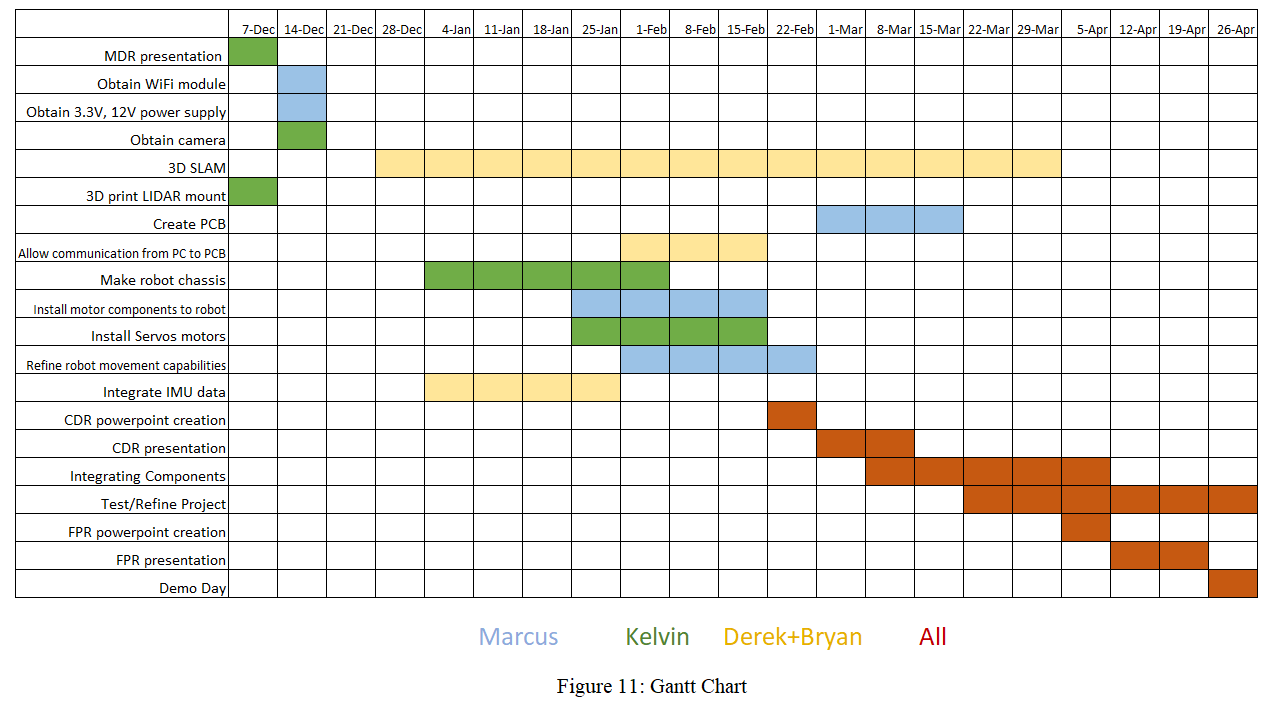 7-Dec 14-Dec 21-Dec 28-Dec 4-Jan 11-Jan 18-Jan 25-Jan 1-Feb 8-Feb 15-Feb 22-Feb 1-Mar 8-Mar 15-Mar 22-Mar 29-Mar 5-Apr 12-Apr 19-Apr 26-Apr
MDR presentation
Obtain WiFi module
Obtain 3.3V, 12V power supply
Obtain camera
3D SLAM
3D print LIDAR mount
Create PCB
Allow communication from PC to PCB
Make robot chassis
Install motor components to robot
Install Servos motors
Refine robot movement capabilities
Integrate IMU data
CDR powerpoint creation
CDR presentation
Integrating Components
Test/Refine Project
FPR powerpoint creation
FPR presentation
Demo Day
Marcus Kelvin Derek+Bryan All
Figure 11: Gantt Chart